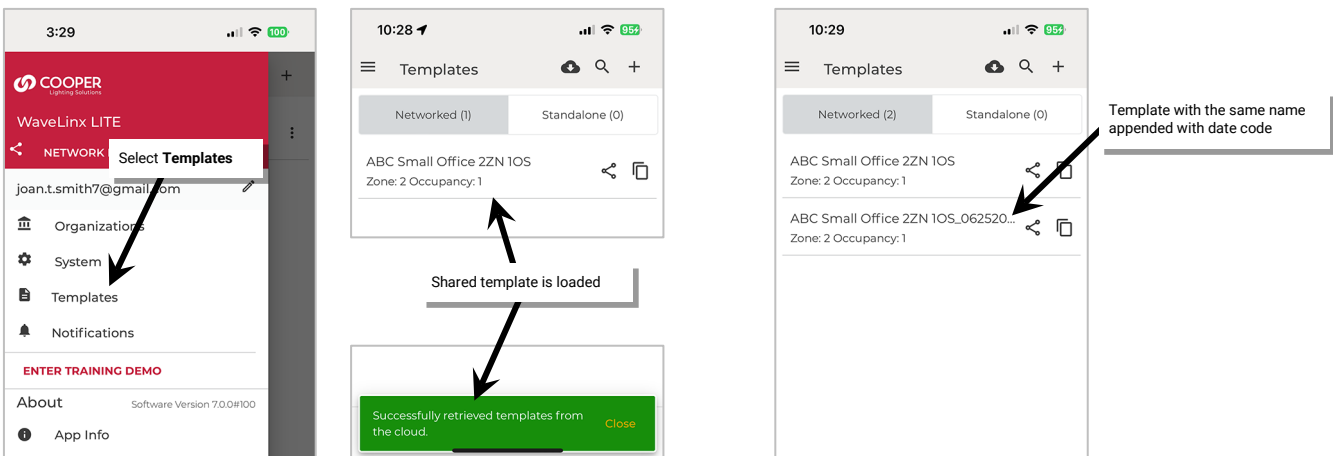 3:29
100
COOPER
Lighting Solutions
WaveLinx LITE
NETWORK
Select Templates
joan.t.smith7@gmail.com
Organizations
System
Templates
Notifications
ENTER TRAINING DEMO
About
Software Version 7.0.0#100
App Info
10:28
95
Templates
Networked (1)
Standalone (0)
ABC Small Office 2ZN 1OS
Zone: 2 Occupancy: 1
Shared template is loaded
Successfully retrieved templates from
the cloud.
Close
10:29
95
Templates
Networked (2)
Standalone (0)
ABC Small Office 2ZN 1OS
Zone: 2 Occupancy: 1
ABC Small Office 2ZN 1OS_062520...
Zone: 2 Occupancy: 1
Template with the same name
appended with date code